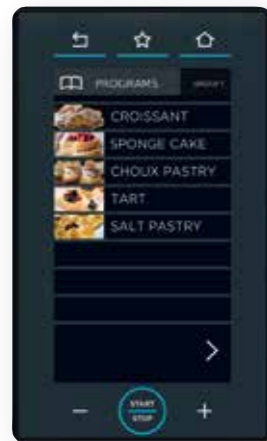 PROGRAMS
CROISSANT
SPONGE CAKE
CHOUX PASTRY
TART
SALT PASTRY
START
STOP